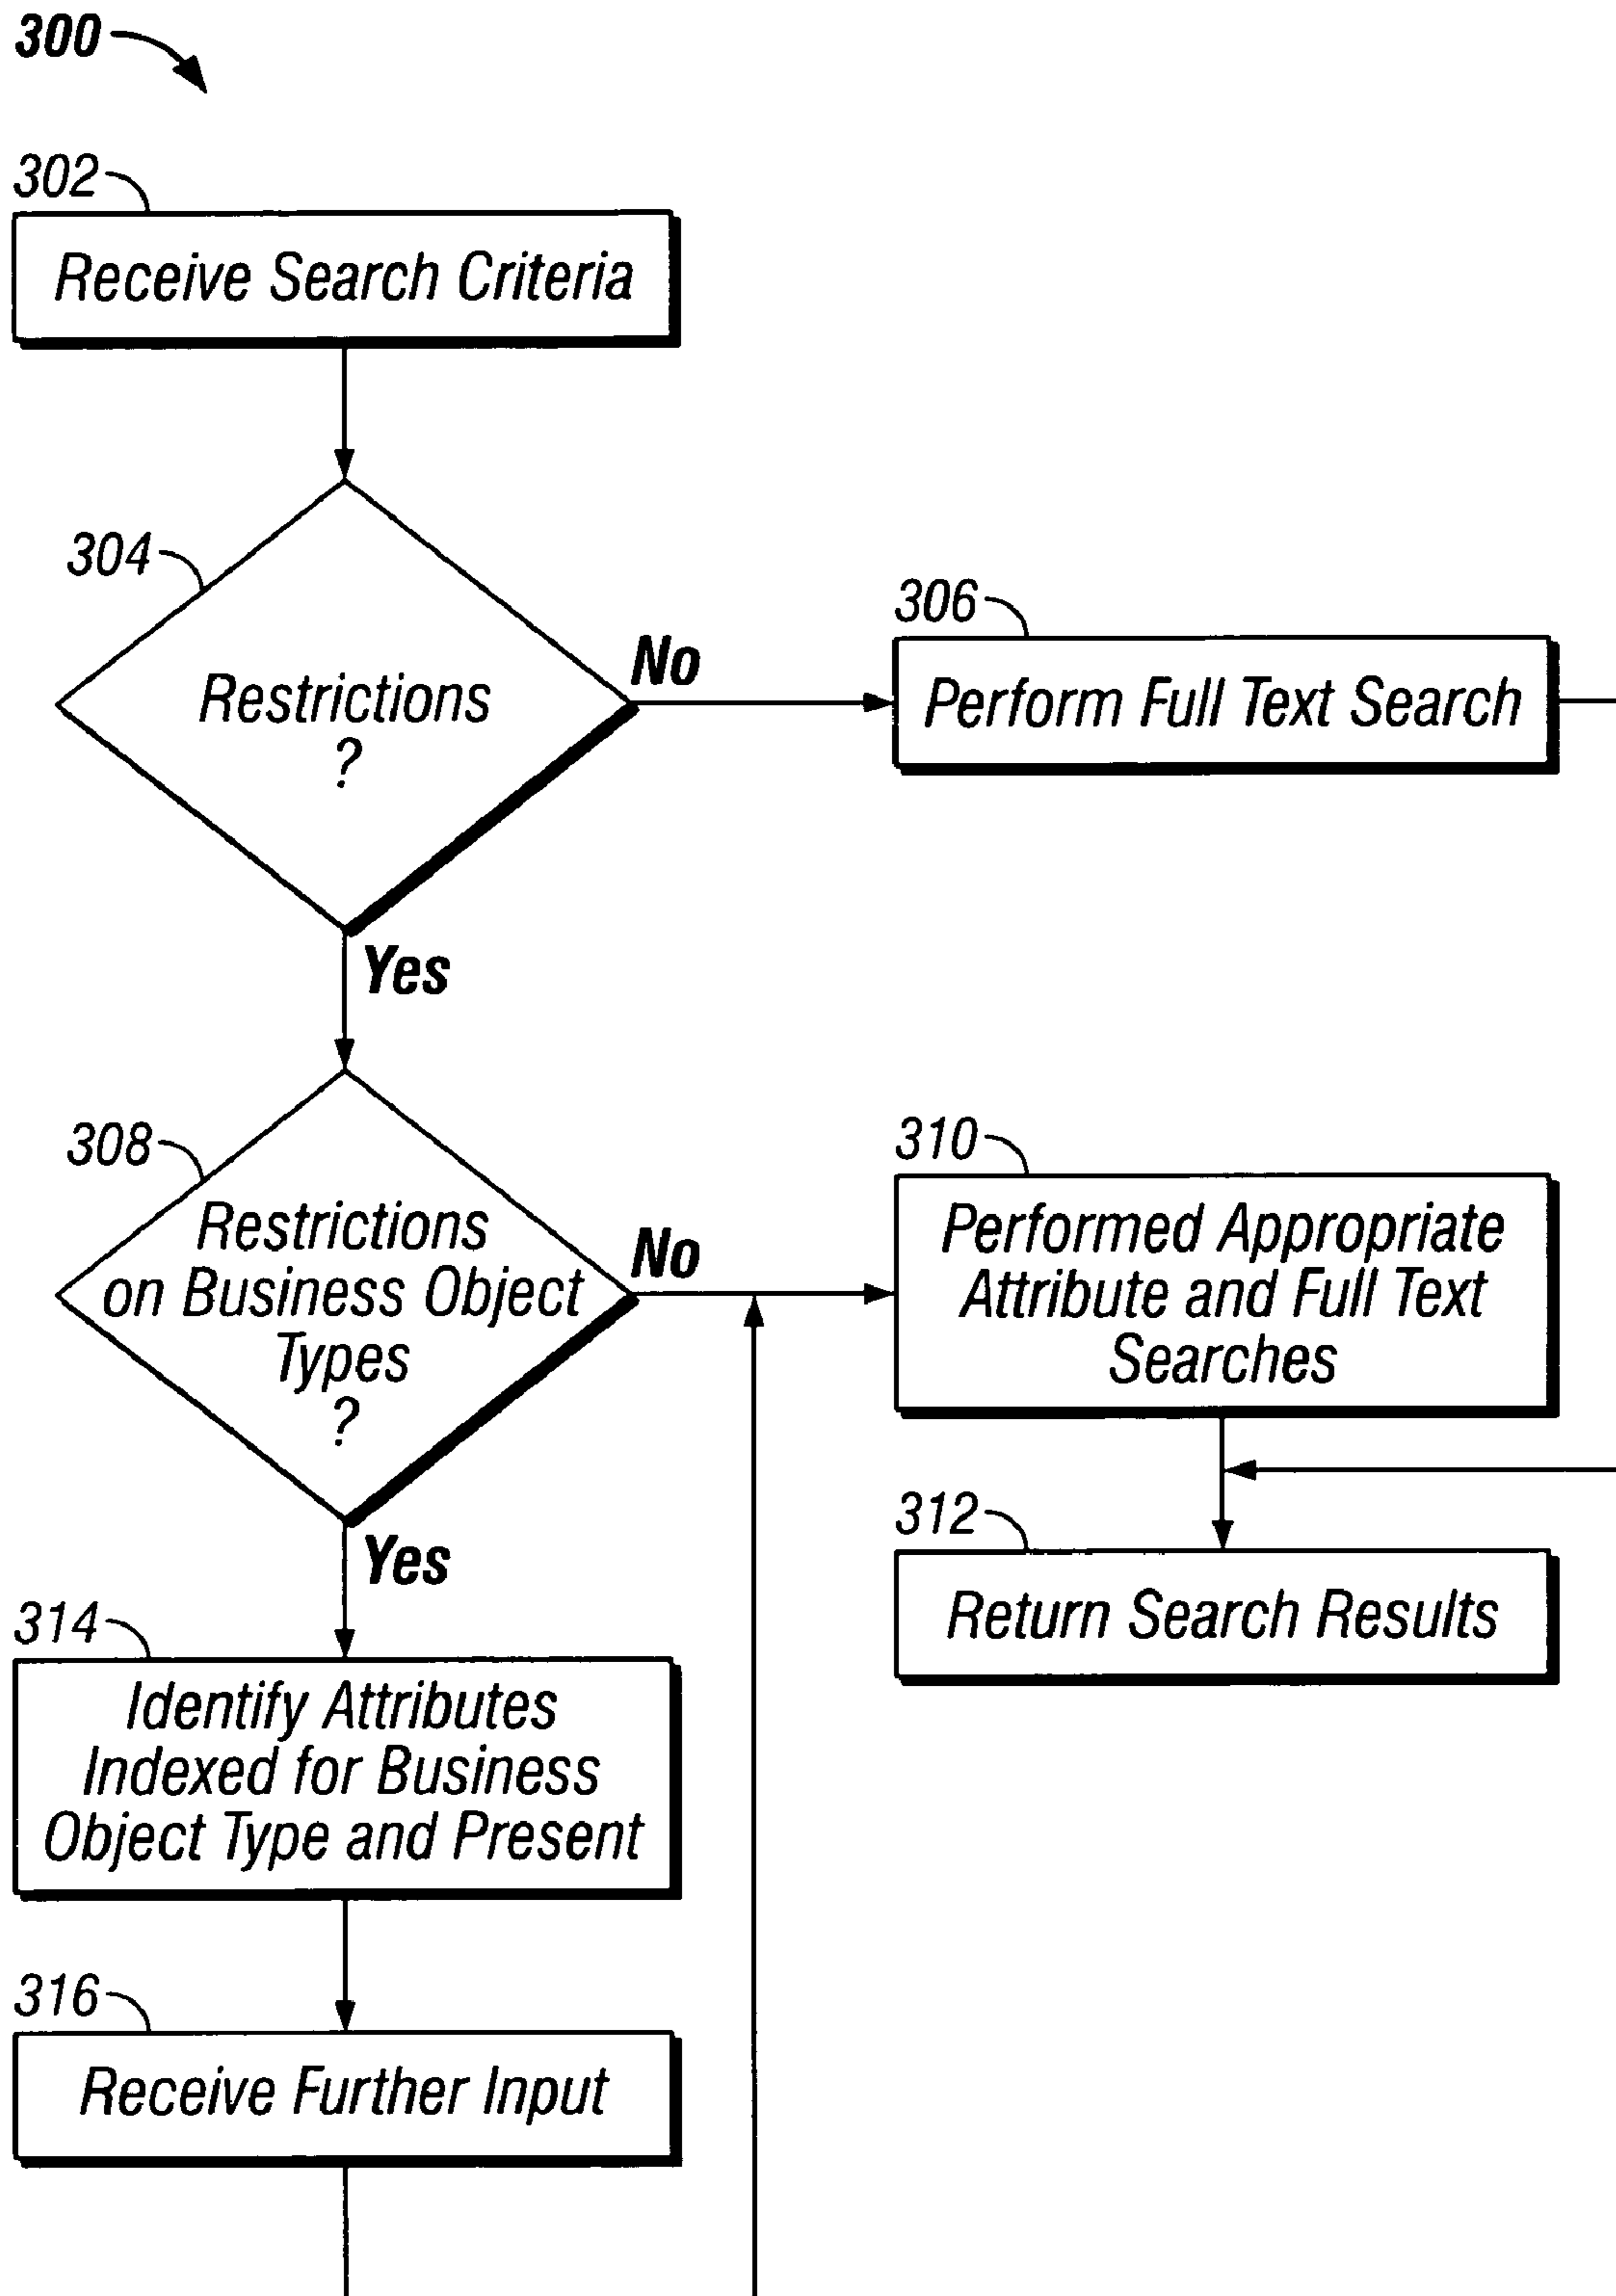 300
302
Receive Search Criteria
304
Restrictions
?
No
306
Perform Full Text Search
Yes
308
Restrictions
on Business Object
Types
?
No
310
Performed Appropriate
Attribute and Full Text
Searches
312
Return Search Results
Yes
314
Identify Attributes
Indexed for Business
Object Type and Present
316
Receive Further Input